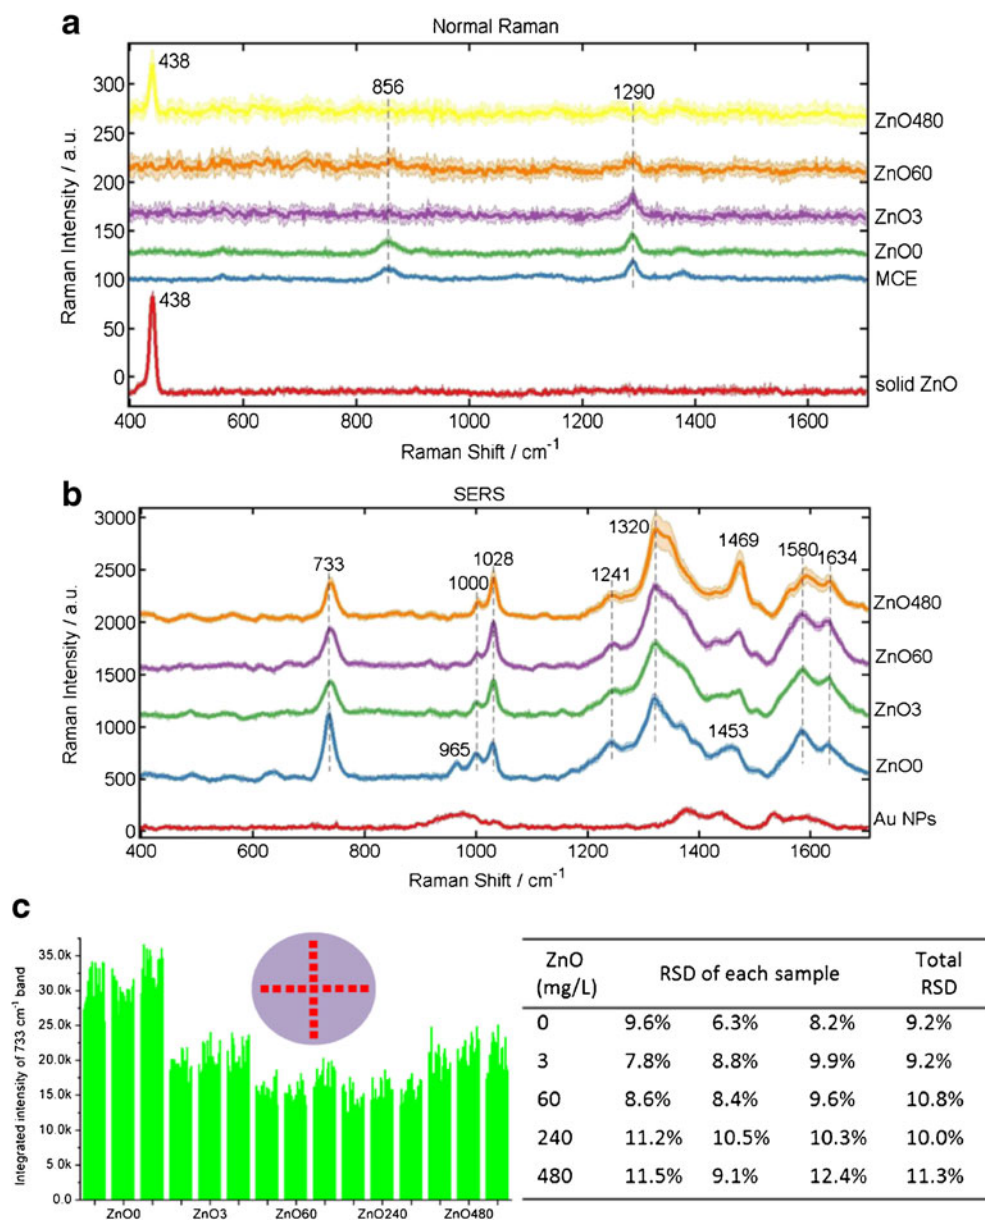 a
Normal Raman
438
856
1290
300
250
200
150
100
50
0
Raman Intensity / a.u.
ZnO480
ZnO60
ZnO3
ZnO0
MCE
438
solid ZnO
400 600 800 1000 1200 1400 1600
Raman Shift / cm-1
b
SERS
3000
2500
2000
1500
1000
500
0
Raman Intensity / a.u.
733
1000
1028
1241
1320
1469
1580
1634
965
1453
ZnO480
ZnO60
ZnO3
ZnO0
Au NPs
400 600 800 1000 1200 1400 1600
Raman Shift / cm-1
c
Integrated intensity of 733 cm-1 band
35.0k
30.0k
25.0k
20.0k
15.0k
10.0k
5.0k
0.0
ZnO0 ZnO3 ZnO60 ZnO240 ZnO480
ZnO (mg/L) RSD of each sample Total RSD
0 9.6% 6.3% 8.2% 9.2%
3 7.8% 8.8% 9.9% 9.2%
60 8.6% 8.4% 9.6% 10.8%
240 11.2% 10.5% 10.3% 10.0%
480 11.5% 9.1% 12.4% 11.3%